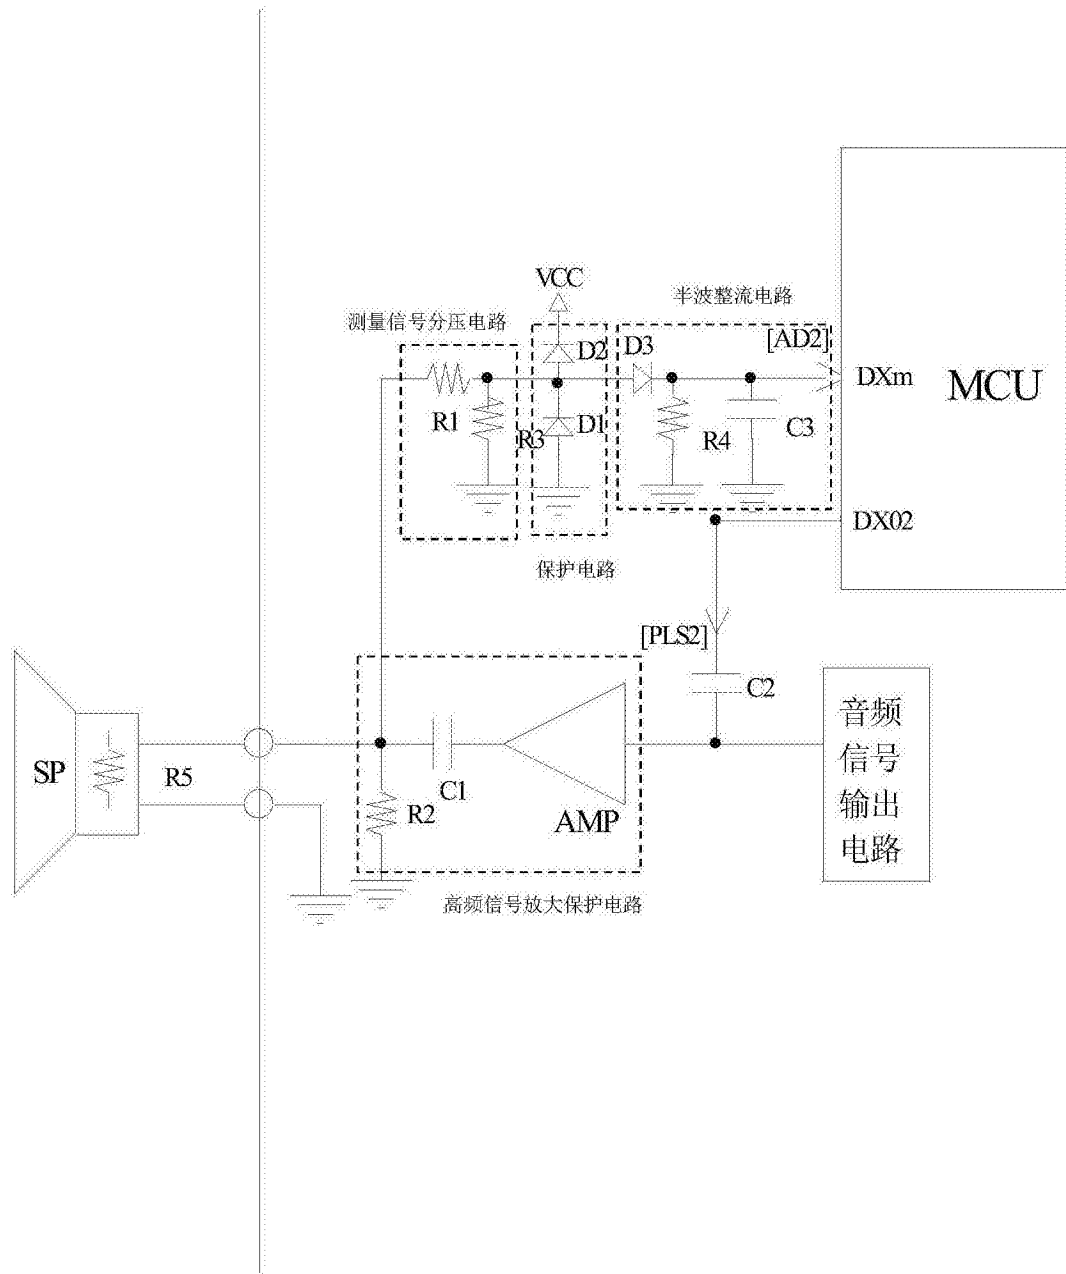 VCC
半波整流电路
测量信号分压电路
[AD2]
D2
D3
DXm
MCU
R1
R3
D1
R4
C3
DX02
保护电路
[PLS2]
C2
音频
信号
输出
电路
SP
R5
C1
R2
AMP
高频信号放大保护电路